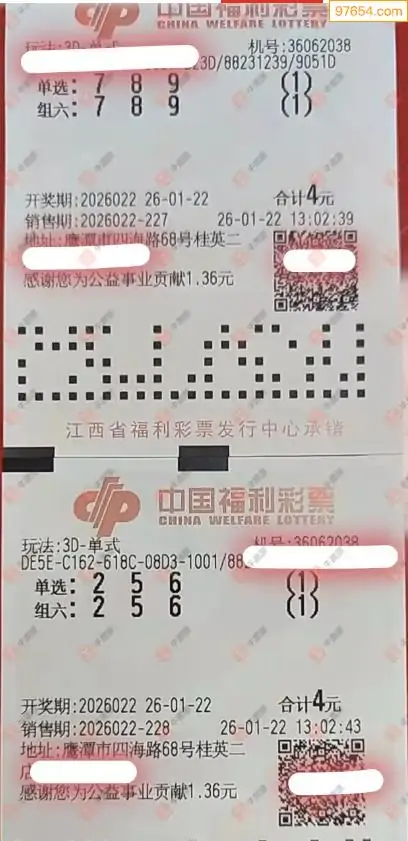 97654.com
中国福利彩票
CHINA WELFARE LOTTERY
玩法:3D-单式 机号:36062038
23D/88231239/9051D
单选: 7 8 9 (1)
组六: 7 8 9 (1)
开奖期:2026022 26-01-22 合计4元
销售期:2026022-227 26-01-22 13:02:39
地址:鹰潭市四海路68号桂英二
感谢您为公益事业贡献1.36元
江西省福利彩票发行中心承销
中国福利彩票
CHINA WELFARE LOTTERY
玩法:3D-单式 机号:36062038
DE5E-C162-618C-08D3-1001/88
单选: 2 5 6 (1)
组六: 2 5 6 (1)
开奖期:2026022 26-01-22 合计4元
销售期:2026022-228 26-01-22 13:02:43
地址:鹰潭市四海路68号桂英二
店
感谢您为公益事业贡献1.36元